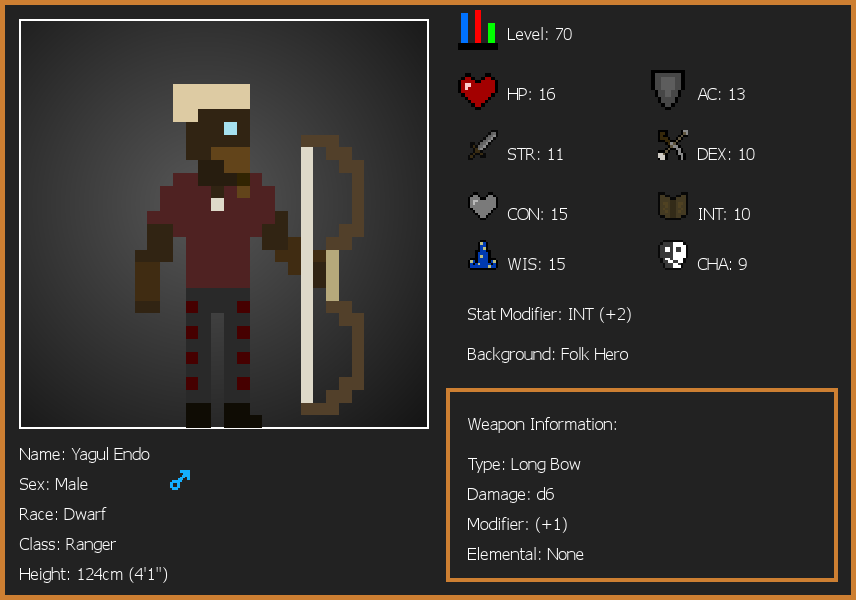 Level: 70
HP: 16
AC: 13
STR: 11
DEX: 10
CON: 15
INT: 10
WIS: 15
CHA: 9
Stat Modifier: INT (+2)
Background: Folk Hero
Weapon Information:
Type: Long Bow
Damage: d6
Modifier: (+1)
Elemental: None
Name: Yagul Endo
Sex: Male
Race: Dwarf
Class: Ranger
Height: 124cm (4'1")